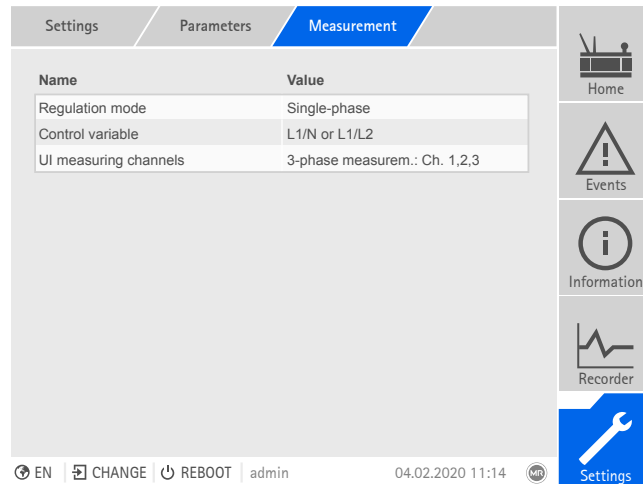 Settings Parameters Measurement
Name Value
Regulation mode Single-phase
Control variable L1/N or L1/L2
UI measuring channels 3-phase measurem.: Ch. 1,2,3
Home
Events
Information
Recorder
Settings
EN CHANGE REBOOT admin 04.02.2020 11:14 MR